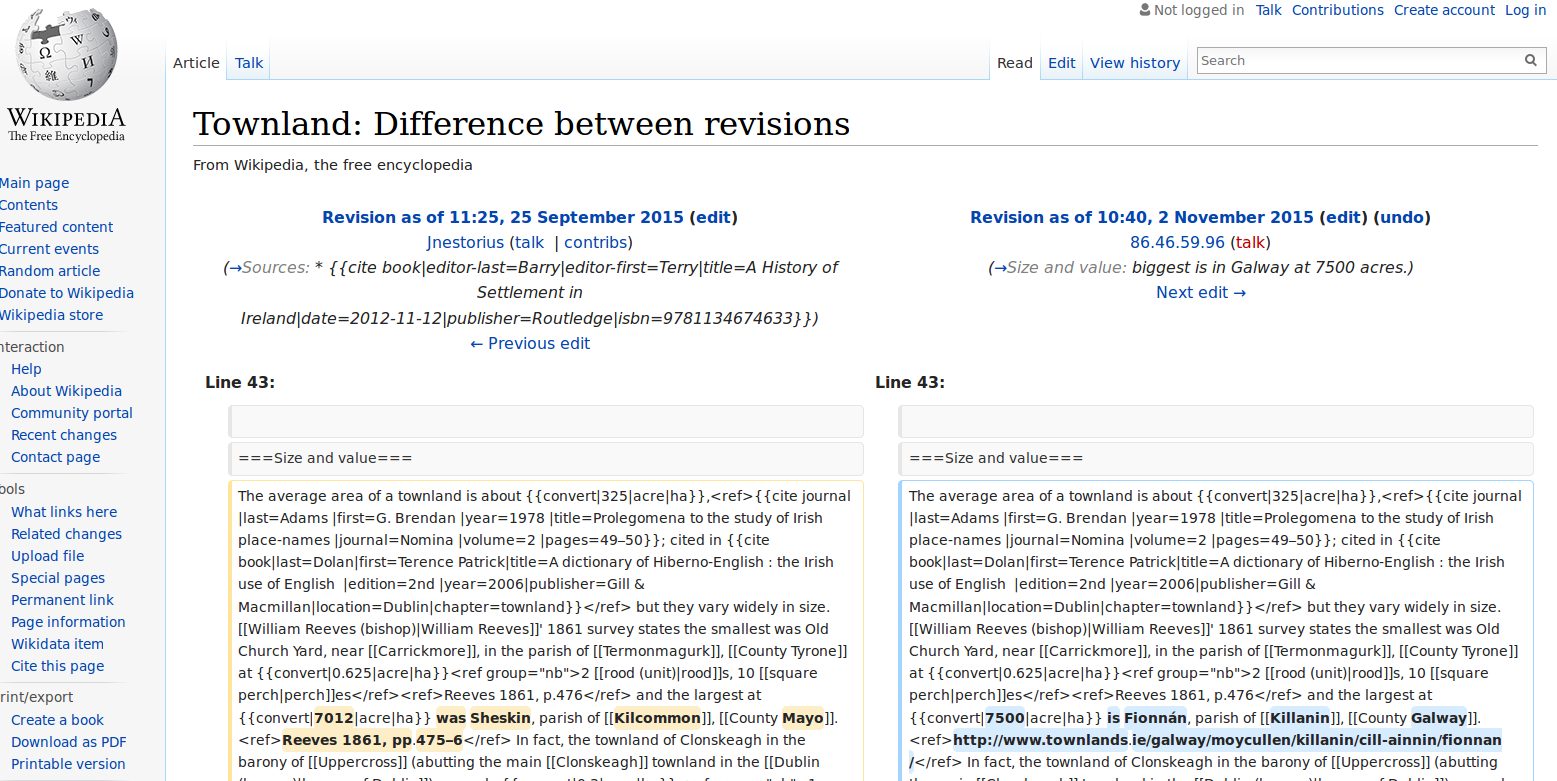 Not logged in Talk Contributions Create account Log in
Article Talk Read Edit View history Search
WIKIPEDIA
The Free Encyclopedia
Main page
Contents
Featured content
Current events
Random article
Donate to Wikipedia
Wikipedia store
nteraction
Help
About Wikipedia
Community portal
Recent changes
Contact page
ools
What links here
Related changes
Upload file
Special pages
Permanent link
Page information
Wikidata item
Cite this page
rint/export
Create a book
Download as PDF
Printable version
Townland: Difference between revisions
From Wikipedia, the free encyclopedia
Revision as of 11:25, 25 September 2015 (edit)
Jnestorius (talk | contribs)
(→Sources: * {{cite book|editor-last=Barry|editor-first=Terry|title=A History of
Settlement in
Ireland|date=2012-11-12|publisher=Routledge|isbn=9781134674633}})
← Previous edit
Line 43:
===Size and value===
The average area of a townland is about {{convert|325|acre|ha}},<ref>{{cite journal
|last=Adams |first=G. Brendan |year=1978 |title=Prolegomena to the study of Irish
place-names |journal=Nomina |volume=2 |pages=49–50}}; cited in {{cite
book|last=Dolan|first=Terence Patrick|title=A dictionary of Hiberno-English : the Irish
use of English |edition=2nd |year=2006|publisher=Gill &
Macmillan|location=Dublin|chapter=townland}}</ref> but they vary widely in size.
[[William Reeves (bishop)|William Reeves]]' 1861 survey states the smallest was Old
Church Yard, near [[Carrickmore]], in the parish of [[Termonmagurk]], [[County Tyrone]]
at {{convert|0.625|acre|ha}}<ref group="nb">2 [[rood (unit)|rood]]s, 10 [[square
perch|perch]]es</ref><ref>Reeves 1861, p.476</ref> and the largest at
{{convert|7012|acre|ha}} was Sheskin, parish of [[Kilcommon]], [[County Mayo]].
<ref>Reeves 1861, pp.475–6</ref> In fact, the townland of Clonskeagh in the
barony of [[Uppercross]] (abutting the main [[Clonskeagh]] townland in the [[Dublin
Revision as of 10:40, 2 November 2015 (edit) (undo)
86.46.59.96 (talk)
(→Size and value: biggest is in Galway at 7500 acres.)
Next edit →
Line 43:
===Size and value===
The average area of a townland is about {{convert|325|acre|ha}},<ref>{{cite journal
|last=Adams |first=G. Brendan |year=1978 |title=Prolegomena to the study of Irish
place-names |journal=Nomina |volume=2 |pages=49–50}}; cited in {{cite
book|last=Dolan|first=Terence Patrick|title=A dictionary of Hiberno-English : the Irish
use of English |edition=2nd |year=2006|publisher=Gill &
Macmillan|location=Dublin|chapter=townland}}</ref> but they vary widely in size.
[[William Reeves (bishop)|William Reeves]]' 1861 survey states the smallest was Old
Church Yard, near [[Carrickmore]], in the parish of [[Termonmagurk]], [[County Tyrone]]
at {{convert|0.625|acre|ha}}<ref group="nb">2 [[rood (unit)|rood]]s, 10 [[square
perch|perch]]es</ref><ref>Reeves 1861, p.476</ref> and the largest at
{{convert|7500|acre|ha}} is Fionnán, parish of [[Killanin]], [[County Galway]].
<ref>http://www.townlands.ie/galway/moycullen/killanin/cill-ainnin/fionnan
/</ref> In fact, the townland of Clonskeagh in the barony of [[Uppercross]] (abutting